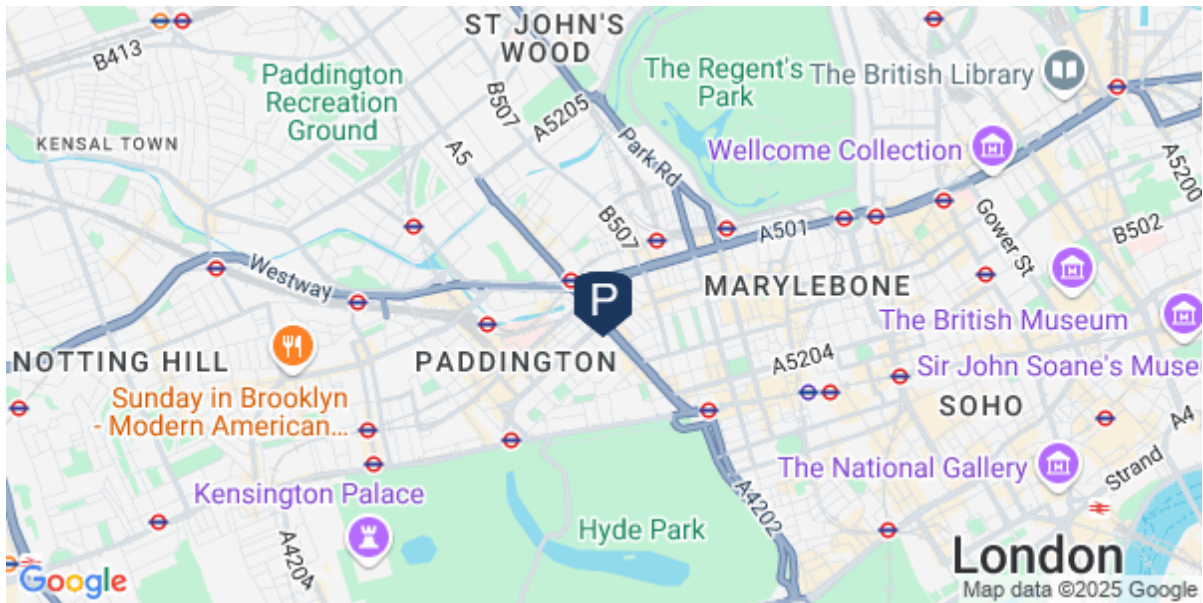 ST JOHN'S
WOOD
B413
Paddington
Recreation
Ground
B507
A5205
The Regent's
Park
The British Library
KENSAL TOWN
A5
Park Rd
Wellcome Collection
A5200
B507
A501
Gower St
B502
Westway
MARYLEBONE
P
The British Museum
NOTTING HILL
PADDINGTON
A5204
Sir John Soane's Muse
Sunday in Brooklyn
- Modern American...
SOHO
A4
The National Gallery
Strand
Kensington Palace
A4202
Hyde Park
A4204
London
Google
Map data ©2025 Google